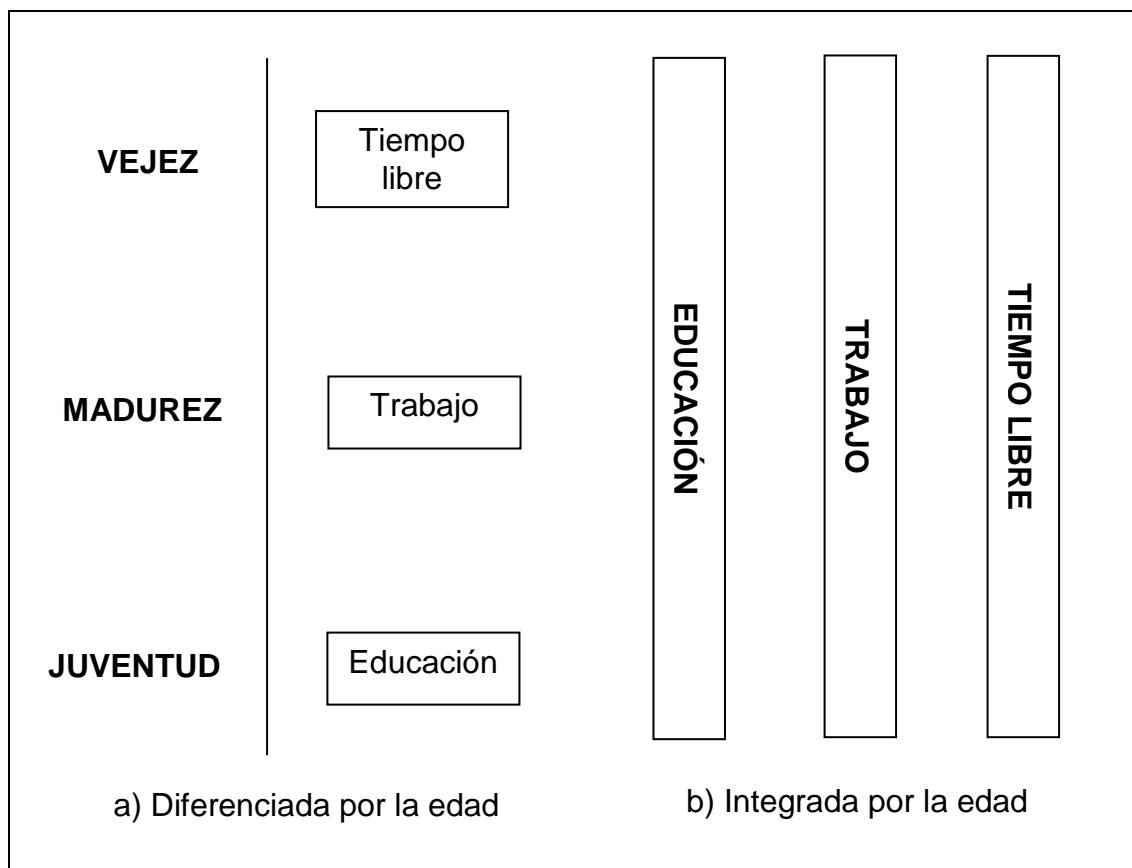 VEJEZ
Tiempo
libre
MADUREZ
Trabajo
JUVENTUD
Educación
EDUCACIÓN
TRABAJO
TIEMPO LIBRE
a) Diferenciada por la edad
b) Integrada por la edad